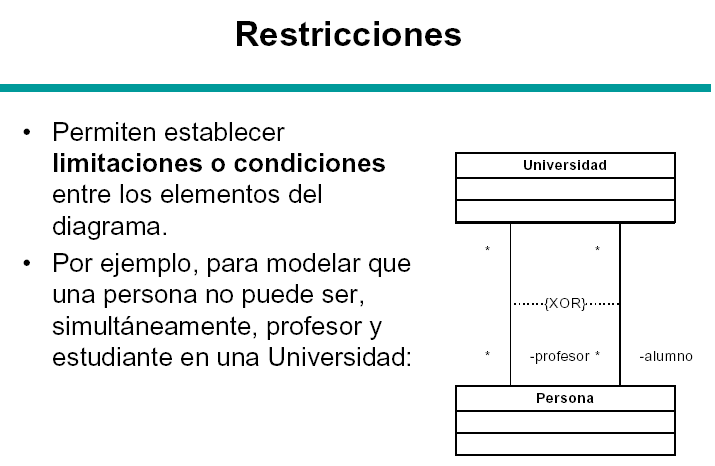 Restricciones
• Permiten establecer
limitaciones o condiciones
entre los elementos del
diagrama.
• Por ejemplo, para modelar que
una persona no puede ser,
simultáneamente, profesor y
estudiante en una Universidad:
Universidad
* *
{XOR}
* -profesor * -alumno
Persona